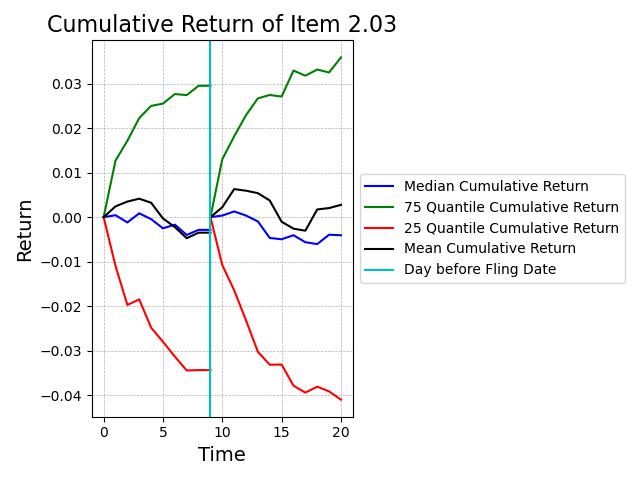 Cumulative Return of Item 2.03
Return
0.03
0.02
0.01
0.00
−0.01
−0.02
−0.03
−0.04
0
5
10
15
20
Time
Median Cumulative Return
75 Quantile Cumulative Return
25 Quantile Cumulative Return
Mean Cumulative Return
Day before Fling Date